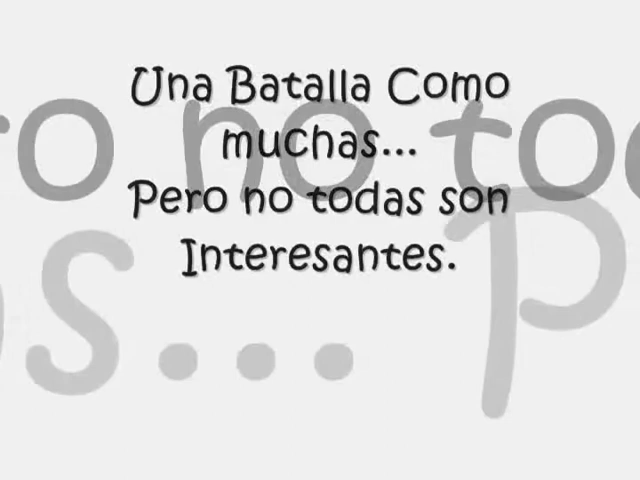 Una Batalla Como
muchas...
Pero no todas son
Interesantes.